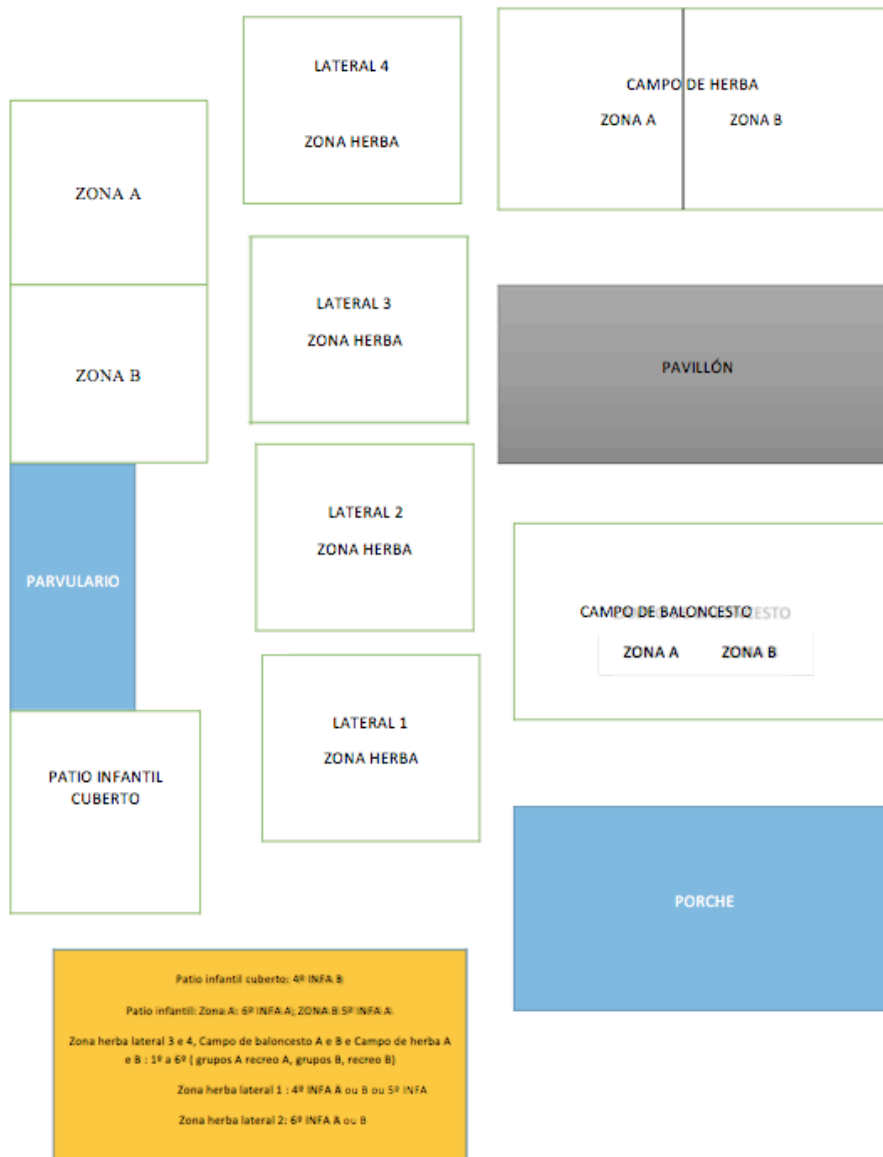 LATERAL 4
ZONA HERBA
CAMPO DE HERBA
ZONA A
ZONA B
ZONA A
ZONA B
LATERAL 3
ZONA HERBA
PAVILLÓN
PARVULARIO
LATERAL 2
ZONA HERBA
CAMPO DE BALONCESTO
ZONA A
ZONA B
LATERAL 1
ZONA HERBA
PATIO INFANTIL
CUBERTO
PORCHE
Patio infantil cuberto: 4º INFA B
Patio infantil: Zona A: 6º INFA A; ZONA B 5º INFA A
Zona herba lateral 3 e 4, Campo de baloncesto A e B e Campo de herba A
e B : 1º a 6º ( grupos A recreo A, grupos B, recreo B)
Zona herba lateral 1 : 4º INFA A ou B ou 5º INFA
Zona herba lateral 2: 6º INFA A ou B